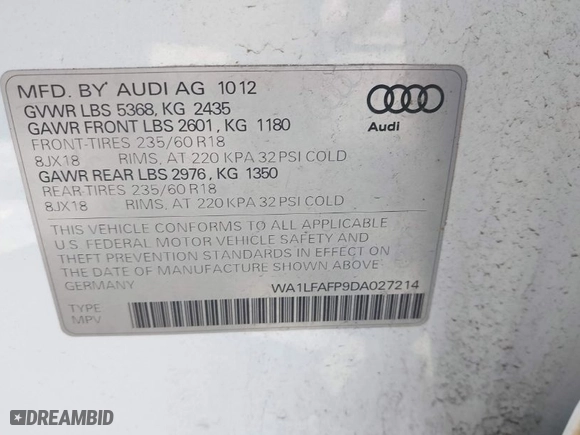 MFD. BY AUDI AG 10 12
GVWR LBS 5368, KG 2435
GAWR FRONT LBS 2601, KG 1180
FRONT-TIRES 235/60 R18
8JX18 RIMS, AT 220 KPA 32 PSI COLD
GAWR REAR LBS 2976, KG 1350
REAR-TIRES 235/60 R18
8JX18 RIMS, AT 220 KPA 32 PSI COLD
Audi
THIS VEHICLE CONFORMS TO ALL APPLICABLE
U.S. FEDERAL MOTOR VEHICLE SAFETY AND
THEFT PREVENTION STANDARDS IN EFFECT ON
THE DATE OF MANUFACTURE SHOWN ABOVE.
GERMANY WA1LFAFP9DA027214
TYPE:
MPV
DREAMBID